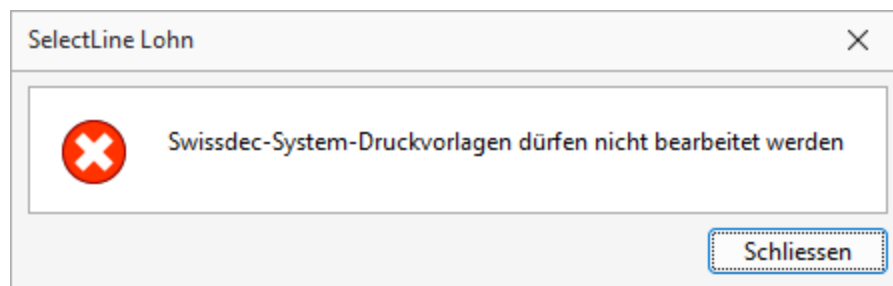 SelectLine Lohn
Swissdec-System-Druckvorlagen dürfen nicht bearbeitet werden
Schliessen